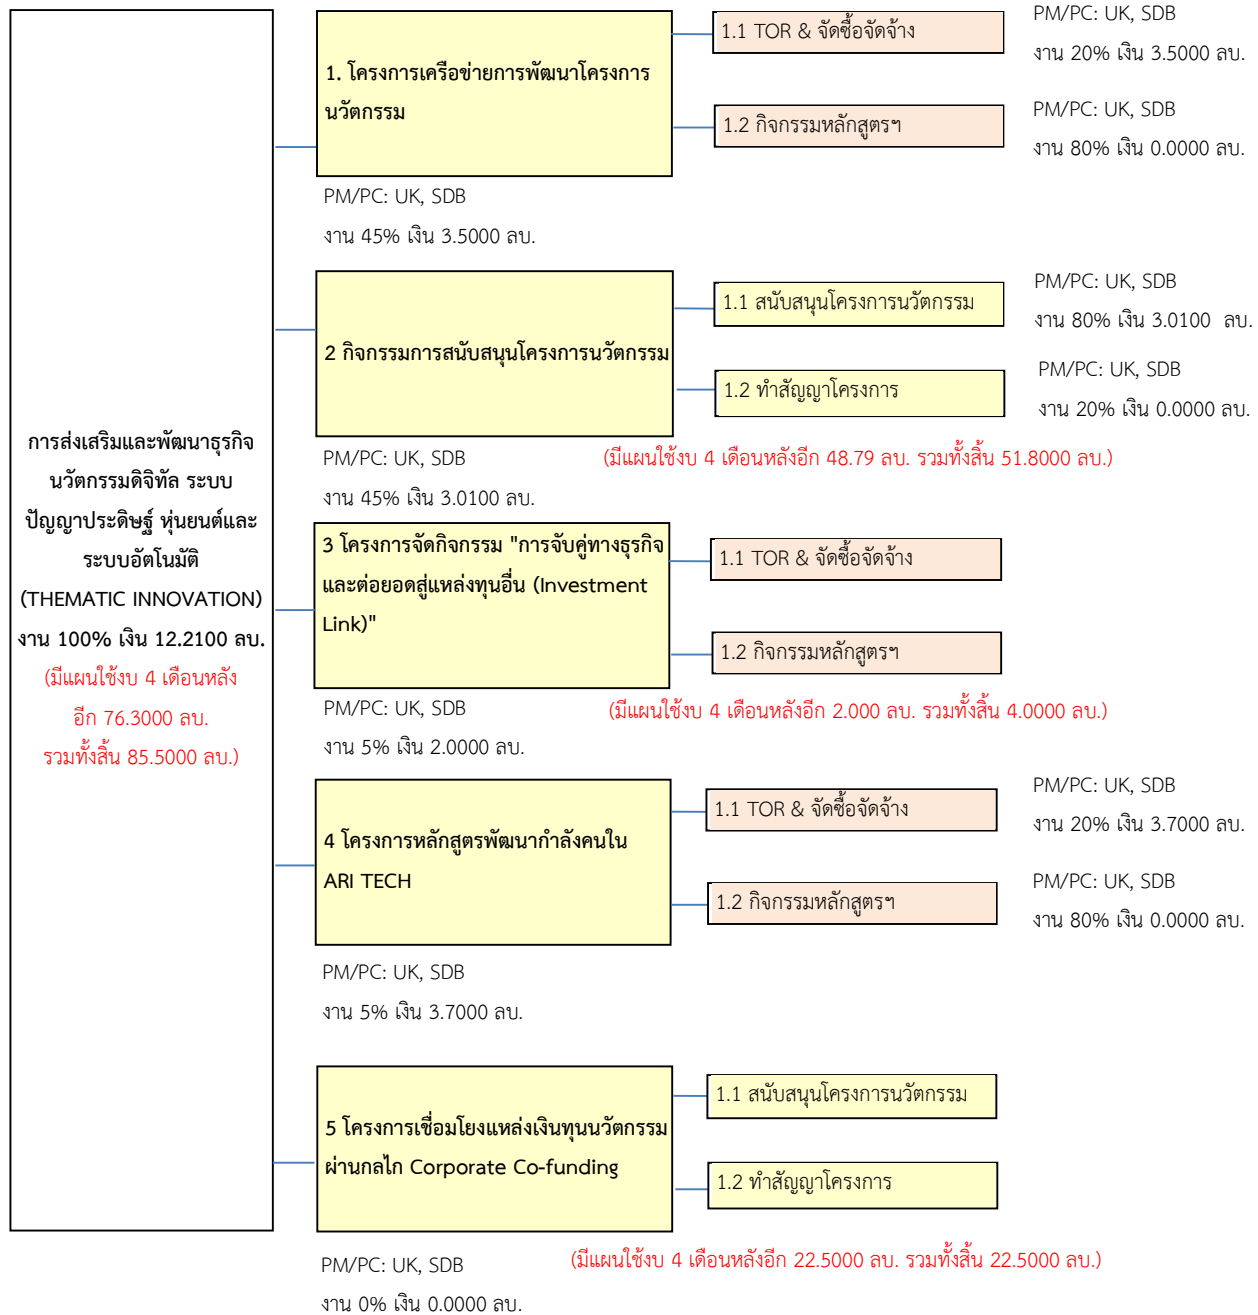 การส่งเสริมและพัฒนาธุรกิจ
นวัตกรรมดิจิทัล ระบบ
ปัญญาประดิษฐ์ หุ่นยนต์และ
ระบบอัตโนมัติ
(THEMATIC INNOVATION)
งาน 100% เงิน 12.2100 ลบ.
(มีแผนใช้งบ 4 เดือนหลัง
อีก 76.3000 ลบ.
รวมทั้งสิ้น 85.5000 ลบ.)
1. โครงการเครือข่ายการพัฒนาโครงการ
นวัตกรรม
PM/PC: UK, SDB
งาน 45% เงิน 3.5000 ลบ.
1.1 TOR & จัดซื้อจัดจ้าง
PM/PC: UK, SDB
งาน 20% เงิน 3.5000 ลบ.
1.2 กิจกรรมหลักสูตรฯ
PM/PC: UK, SDB
งาน 80% เงิน 0.0000 ลบ.
2 กิจกรรมการสนับสนุนโครงการนวัตกรรม
PM/PC: UK, SDB
งาน 45% เงิน 3.0100 ลบ.
1.1 สนับสนุนโครงการนวัตกรรม
PM/PC: UK, SDB
งาน 80% เงิน 3.0100 ลบ.
1.2 ทำสัญญาโครงการ
PM/PC: UK, SDB
งาน 20% เงิน 0.0000 ลบ.
(มีแผนใช้งบ 4 เดือนหลังอีก 48.79 ลบ. รวมทั้งสิ้น 51.8000 ลบ.)
3 โครงการจัดกิจกรรม "การจับคู่ทางธุรกิจ
และต่อยอดสู่แหล่งทุนอื่น (Investment
Link)"
PM/PC: UK, SDB
งาน 5% เงิน 2.0000 ลบ.
1.1 TOR & จัดซื้อจัดจ้าง
1.2 กิจกรรมหลักสูตรฯ
(มีแผนใช้งบ 4 เดือนหลังอีก 2.000 ลบ. รวมทั้งสิ้น 4.0000 ลบ.)
4 โครงการหลักสูตรพัฒนากำลังคนใน
ARI TECH
PM/PC: UK, SDB
งาน 5% เงิน 3.7000 ลบ.
1.1 TOR & จัดซื้อจัดจ้าง
PM/PC: UK, SDB
งาน 20% เงิน 3.7000 ลบ.
1.2 กิจกรรมหลักสูตรฯ
PM/PC: UK, SDB
งาน 80% เงิน 0.0000 ลบ.
5 โครงการเชื่อมโยงแหล่งเงินทุนนวัตกรรม
ผ่านกลไก Corporate Co-funding
PM/PC: UK, SDB
งาน 0% เงิน 0.0000 ลบ.
1.1 สนับสนุนโครงการนวัตกรรม
1.2 ทำสัญญาโครงการ
(มีแผนใช้งบ 4 เดือนหลังอีก 22.5000 ลบ. รวมทั้งสิ้น 22.5000 ลบ.)